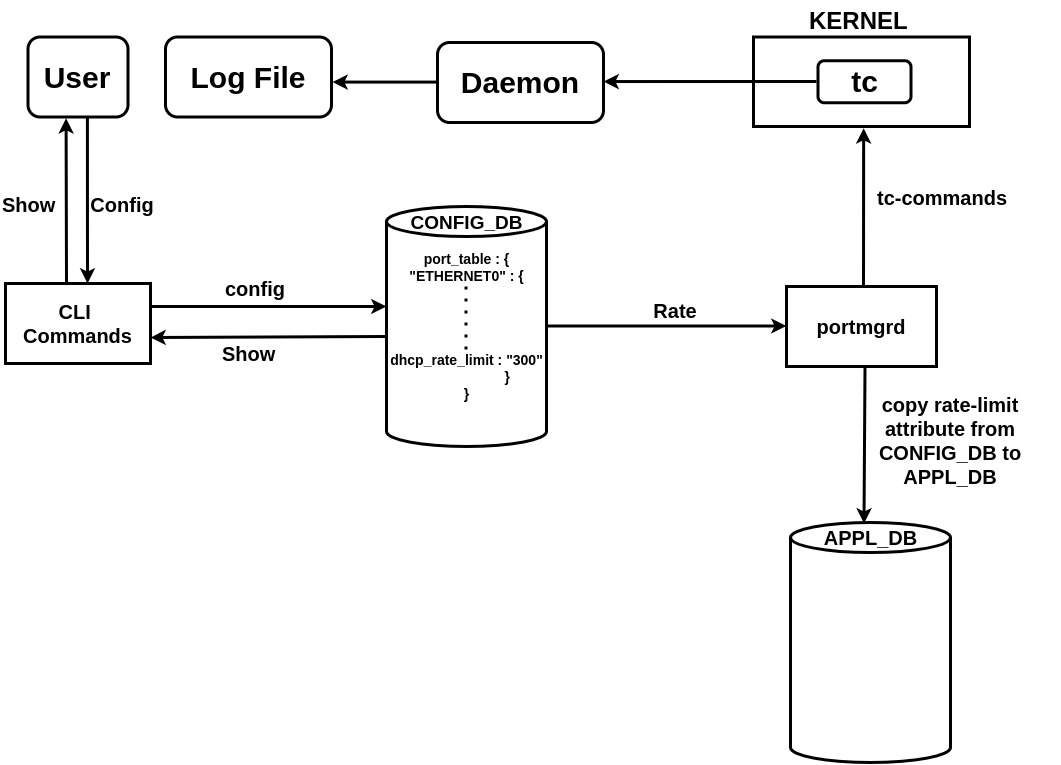 KERNEL
User
Log File
Daemon
tc
Show
Config
tc-commands
CONFIG_DB
port_table : {
"ETHERNET0" : {
dhcp_rate_limit : "300"
}
}
config
Show
CLI
Commands
Rate
portmgrd
copy rate-limit
attribute from
CONFIG_DB to
APPL_DB
APPL_DB